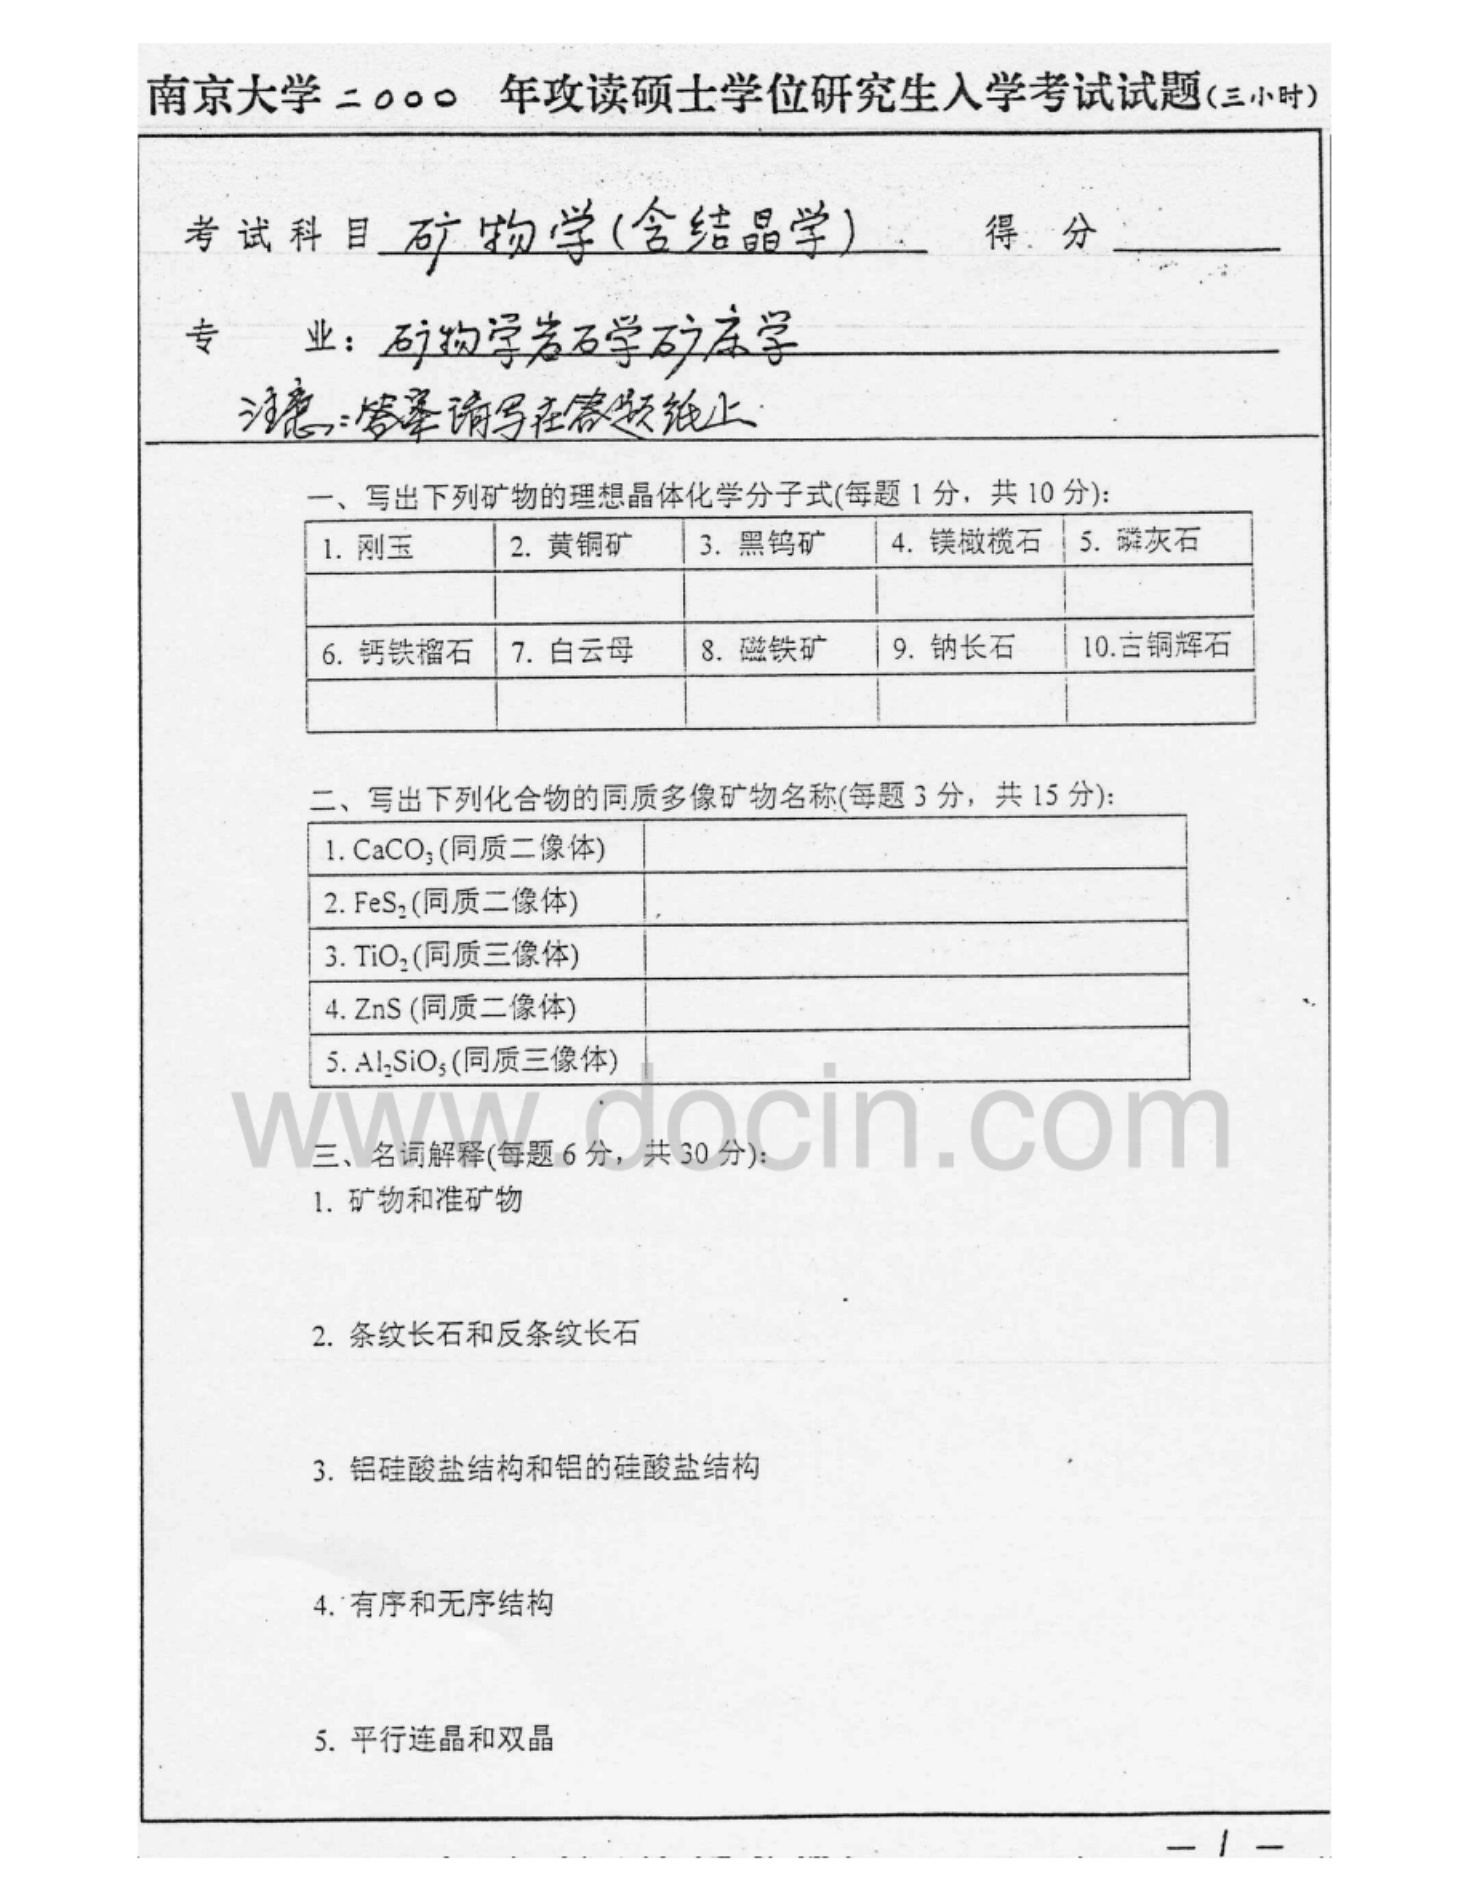 南京大学二000 年攻读硕士学位研究生入学考试试题(三小时)
考试科目 矿物学(含结晶学) 得分
专 业: 矿物学岩石学矿床学
注意:答案请写在答题纸上
一、写出下列矿物的理想晶体化学分子式(每题1分，共10分):
1. 刚玉 2. 黄铜矿 3. 黑钨矿 4. 镁橄榄石 5. 磷灰石
6. 钙铁榴石 7. 白云母 8. 磁铁矿 9. 钠长石 10.古铜辉石
二、写出下列化合物的同质多像矿物名称(每题3分，共15分):
1. CaCO₃ (同质二像体)
2. FeS₂ (同质二像体)
3. TiO₂ (同质三像体)
4. ZnS (同质二像体)
5. Al₂SiO₅ (同质三像体)
www.docin.com
三、名词解释(每题6分，共30分):
1. 矿物和准矿物
2. 条纹长石和反条纹长石
3. 铝硅酸盐结构和铝的硅酸盐结构
4. 有序和无序结构
5. 平行连晶和双晶
— 1 —